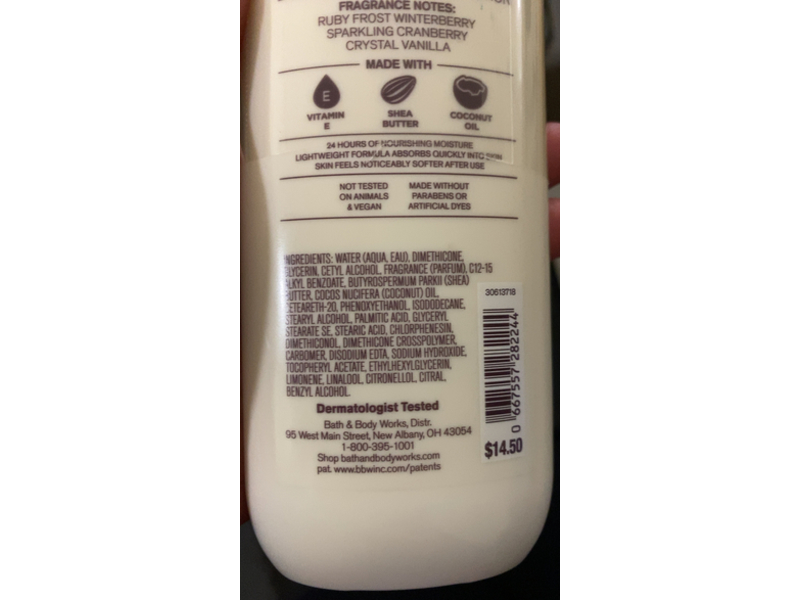 FRAGRANCE NOTES:
RUBY FROST WINTERBERRY
SPARKLING CRANBERRY
CRYSTAL VANILLA
MADE WITH
E
VITAMIN
E
SHEA
BUTTER
COCONUT
OIL
24 HOURS OF NOURISHING MOISTURE
LIGHTWEIGHT FORMULA ABSORBS QUICKLY INTO
SKIN FEELS NOTICEABLY SOFTER AFTER USE
NOT TESTED
ON ANIMALS
& VEGAN
MADE WITHOUT
PARABENS OR
ARTIFICIAL DYES
INGREDIENTS: WATER (AQUA, EAU), DIMETHICONE,
GLYCERIN, CETYL ALCOHOL, FRAGRANCE (PARFUM), C12-15
ALKYL BENZOATE, BUTYROSPERMUM PARKII (SHEA)
BUTTER, COCOS NUCIFERA (COCONUT) OIL,
CETEARETH-20, PHENOXYETHANOL, ISODODECANE,
STEARYL ALCOHOL, PALMITIC ACID, GLYCERYL
STEARATE SE, STEARIC ACID, CHLORPHENESIN,
DIMETHICONOL, DIMETHICONE CROSSPOLYMER,
CARBOMER, DISODIUM EDTA, SODIUM HYDROXIDE,
TOCOPHERYL ACETATE, ETHYLHEXYLGLYCERIN,
LIMONENE, LINALOOL, CITRONELLOL, CITRAL,
BENZYL ALCOHOL.
Dermatologist Tested
Bath & Body Works, Distr.
95 West Main Street, New Albany, OH 43054
1-800-395-1001
Shop bathandbodyworks.com
pat. www.bbwinc.com/patents
30613718
0 667557 282244
$14.50